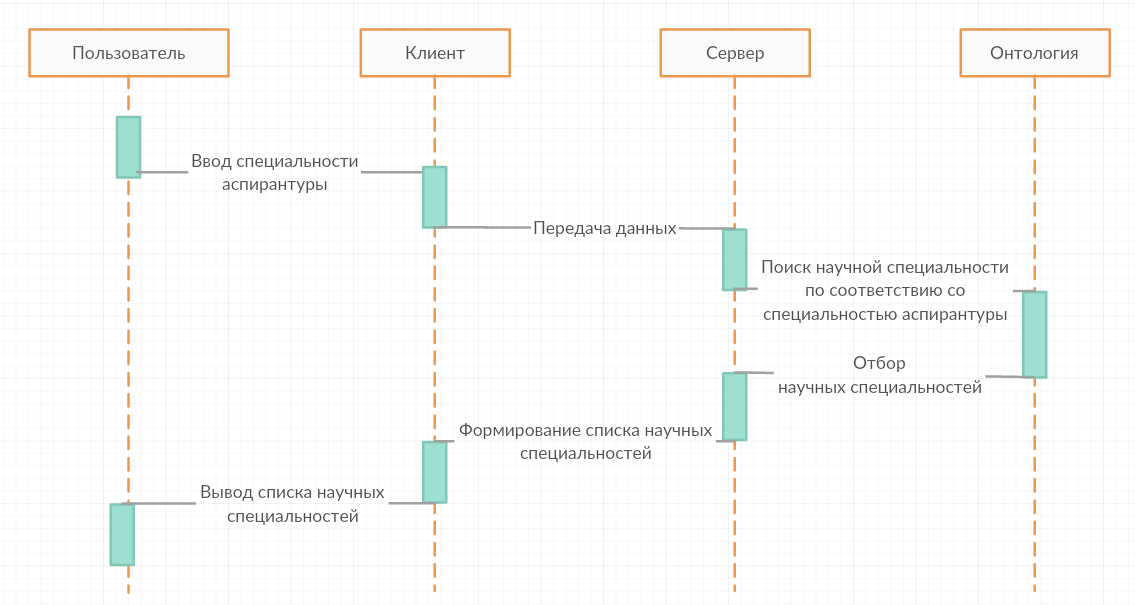 Пользователь
Клиент
Сервер
Онтология
Ввод специальности
аспирантуры
Передача данных
Поиск научной специальности
по соответствию со
специальностью аспирантуры
Отбор
научных специальностей
Формирование списка научных
специальностей
Вывод списка научных
специальностей